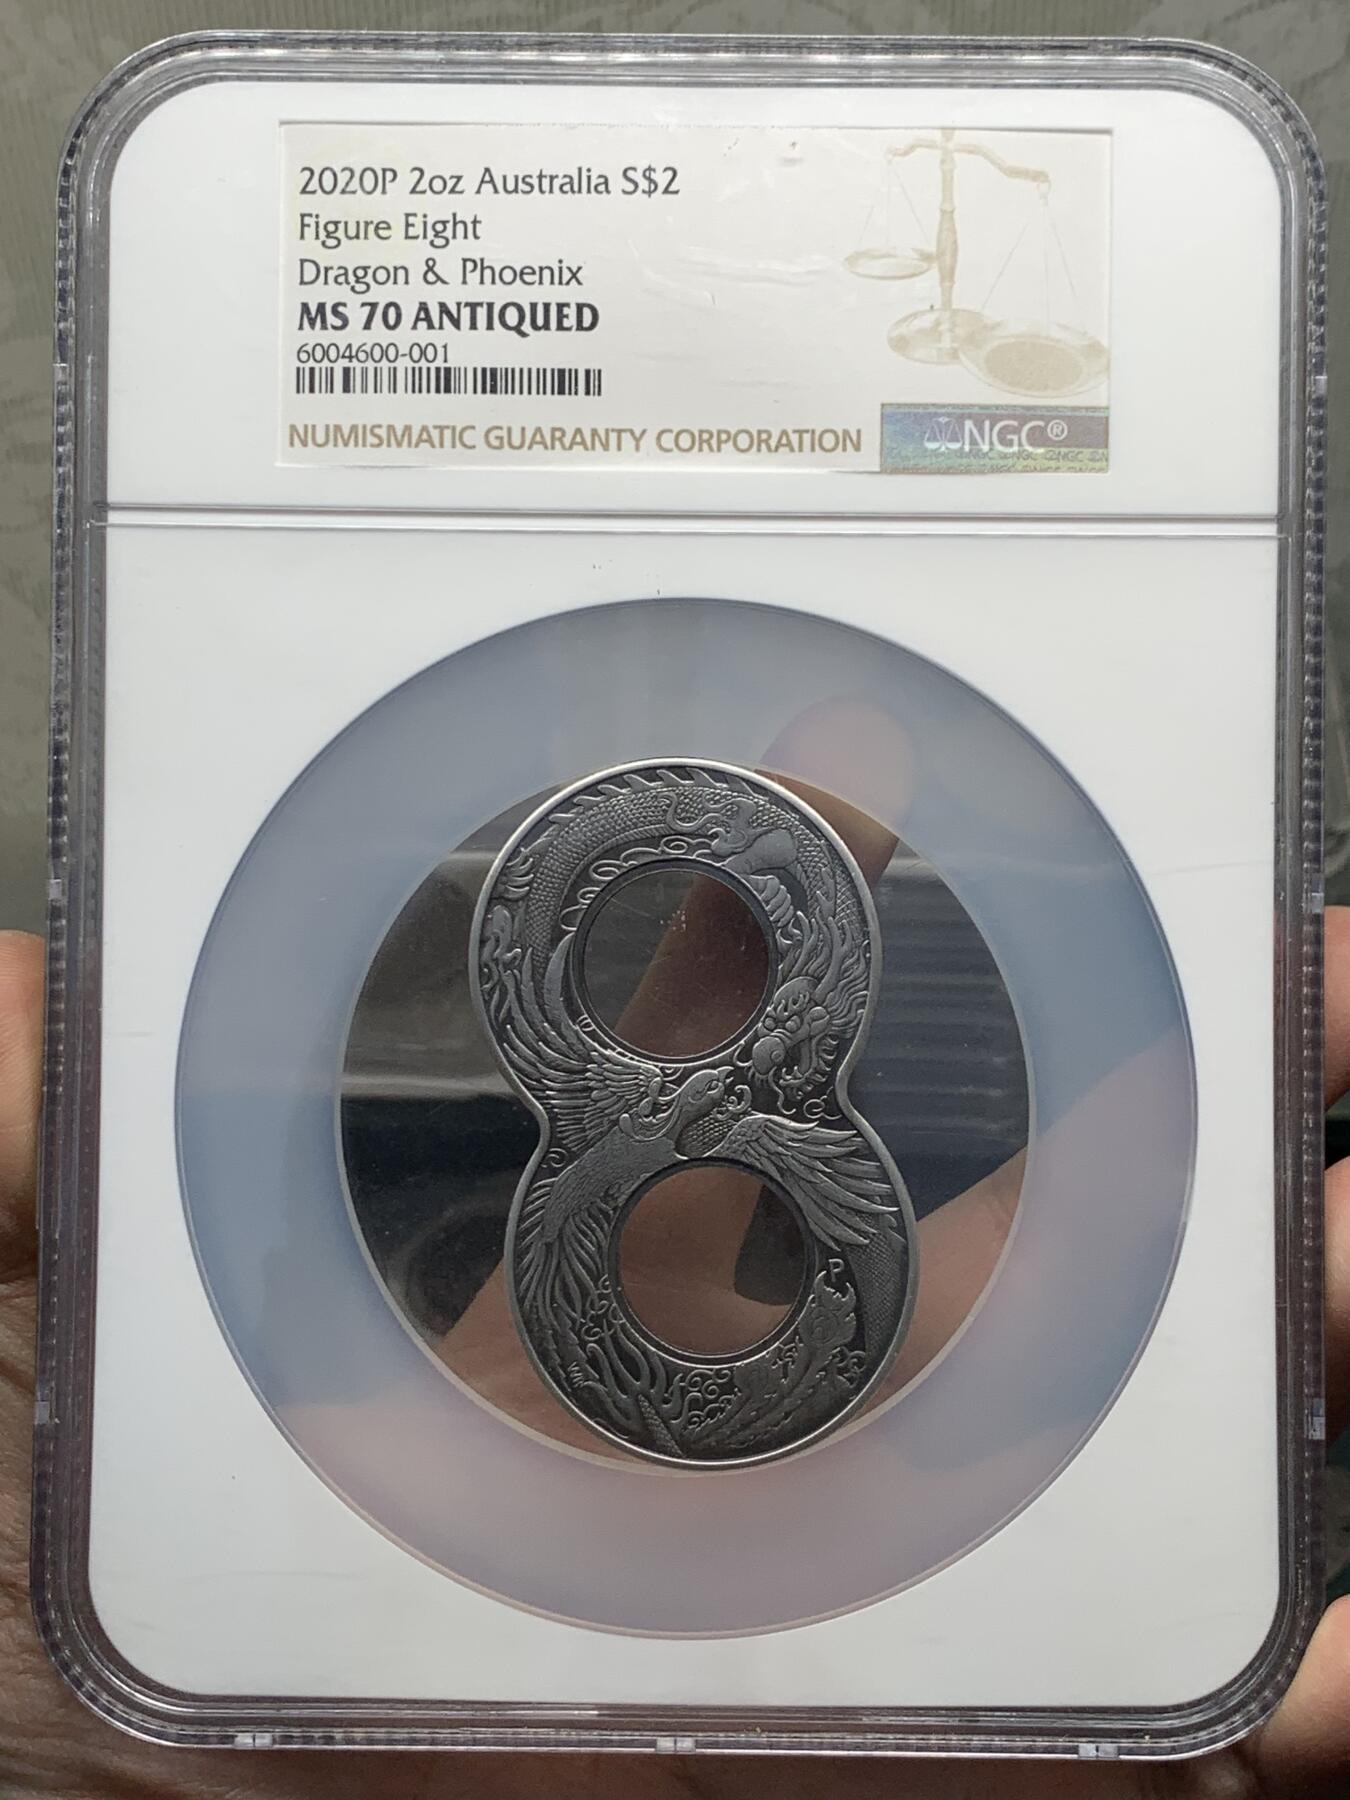 2020P 2oz Australia S$2
Figure Eight
Dragon & Phoenix
MS 70 ANTIQUED
6004600-001
NUMISMATIC GUARANTY CORPORATION
NGC®
P